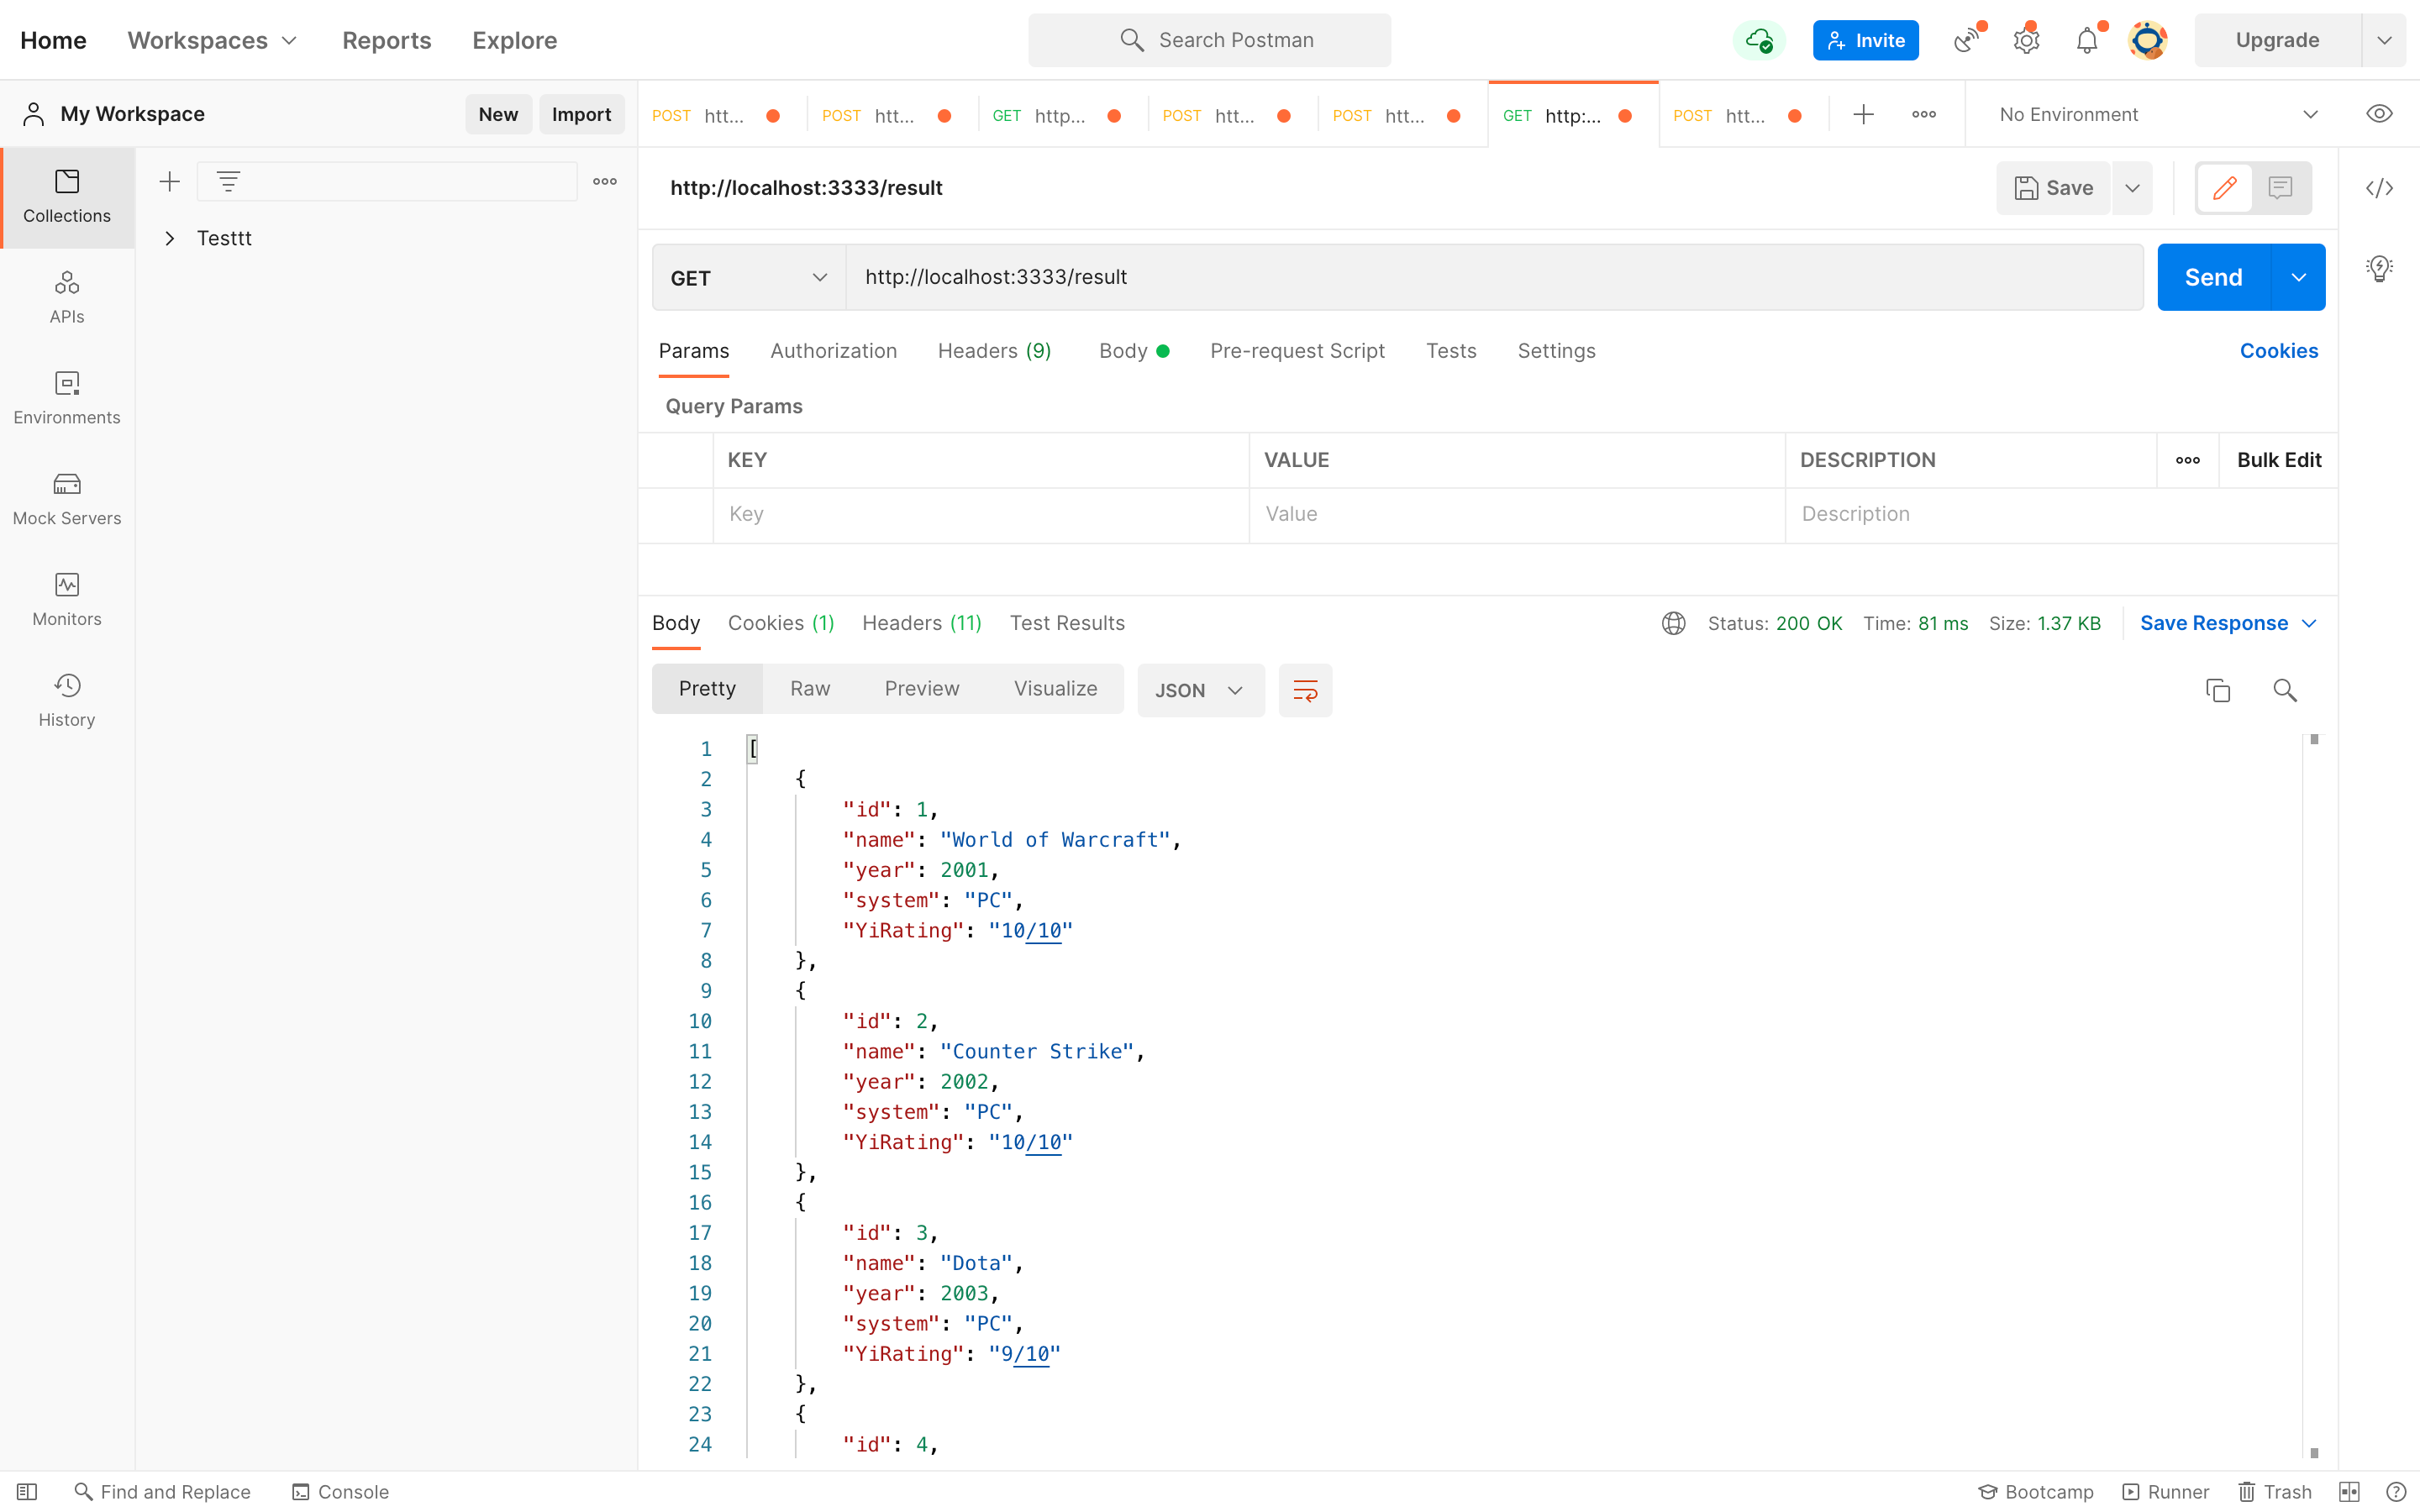 Home Workspaces Reports Explore Search Postman Invite Upgrade
My Workspace New Import
POST htt... POST htt... GET http... POST htt... POST htt... GET http:... POST htt... No Environment
Collections
Testtt
APIs
Environments
Mock Servers
Monitors
History
http://localhost:3333/result Save
GET http://localhost:3333/result Send
Params Authorization Headers (9) Body Pre-request Script Tests Settings Cookies
Query Params
KEY VALUE DESCRIPTION Bulk Edit
Key Value Description
Body Cookies (1) Headers (11) Test Results Status: 200 OK Time: 81 ms Size: 1.37 KB Save Response
Pretty Raw Preview Visualize JSON
1 [
2 {
3 "id": 1,
4 "name": "World of Warcraft",
5 "year": 2001,
6 "system": "PC",
7 "YiRating": "10/10"
8 },
9 {
10 "id": 2,
11 "name": "Counter Strike",
12 "year": 2002,
13 "system": "PC",
14 "YiRating": "10/10"
15 },
16 {
17 "id": 3,
18 "name": "Dota",
19 "year": 2003,
20 "system": "PC",
21 "YiRating": "9/10"
22 },
23 {
24 "id": 4,
Find and Replace Console Bootcamp Runner Trash